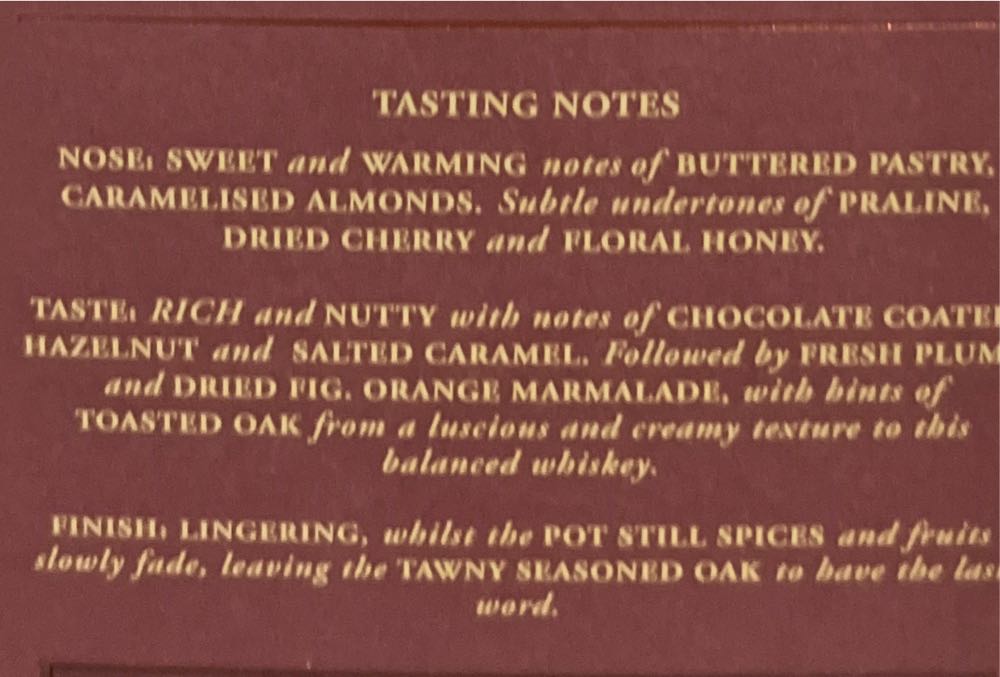 TASTING NOTES
NOSE: SWEET and WARMING notes of BUTTERED PASTRY,
CARAMELISED ALMONDS. Subtle undertones of PRALINE,
DRIED CHERRY and FLORAL HONEY.
TASTE: RICH and NUTTY with notes of CHOCOLATE COATE
HAZELNUT and SALTED CARAMEL. Followed by FRESH PLUM
and DRIED FIG. ORANGE MARMALADE, with hints of
TOASTED OAK from a luscious and creamy texture to this
balanced whiskey.
FINISH: LINGERING, whilst the POT STILL SPICES and fruits
slowly fade, leaving the TAWNY SEASONED OAK to have the las
word.